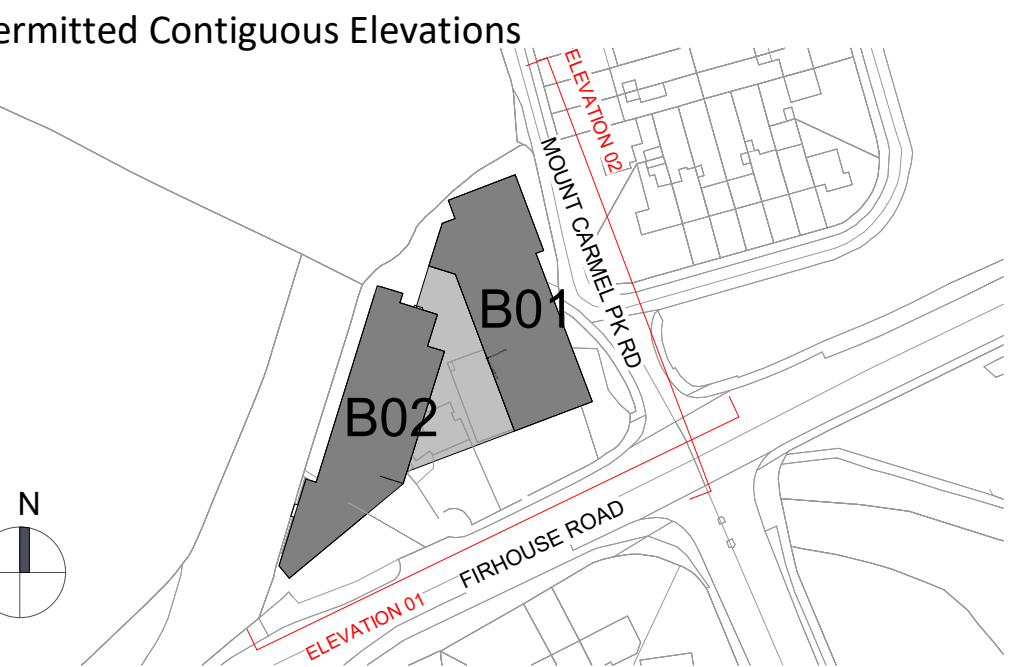 ermitted Contiguous Elevations
ELEVATION 02
MOUNT CARMEL PK RD
B01
B02
N
FIRHOUSE ROAD
ELEVATION 01